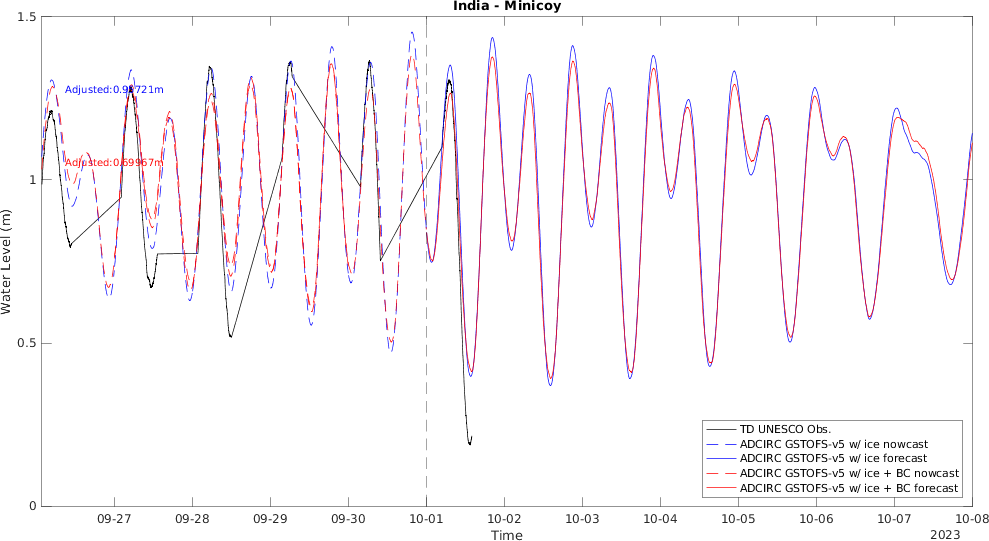 India - Minicoy
1.5
1
0.5
0
Water Level (m)
Adjusted:0.98721m
Adjusted:0.69967m
TD UNESCO Obs.
ADCIRC GSTOFS-v5 w/ ice nowcast
ADCIRC GSTOFS-v5 w/ ice forecast
ADCIRC GSTOFS-v5 w/ ice + BC nowcast
ADCIRC GSTOFS-v5 w/ ice + BC forecast
09-27 09-28 09-29 09-30 10-01 10-02 10-03 10-04 10-05 10-06 10-07 10-08
Time
2023